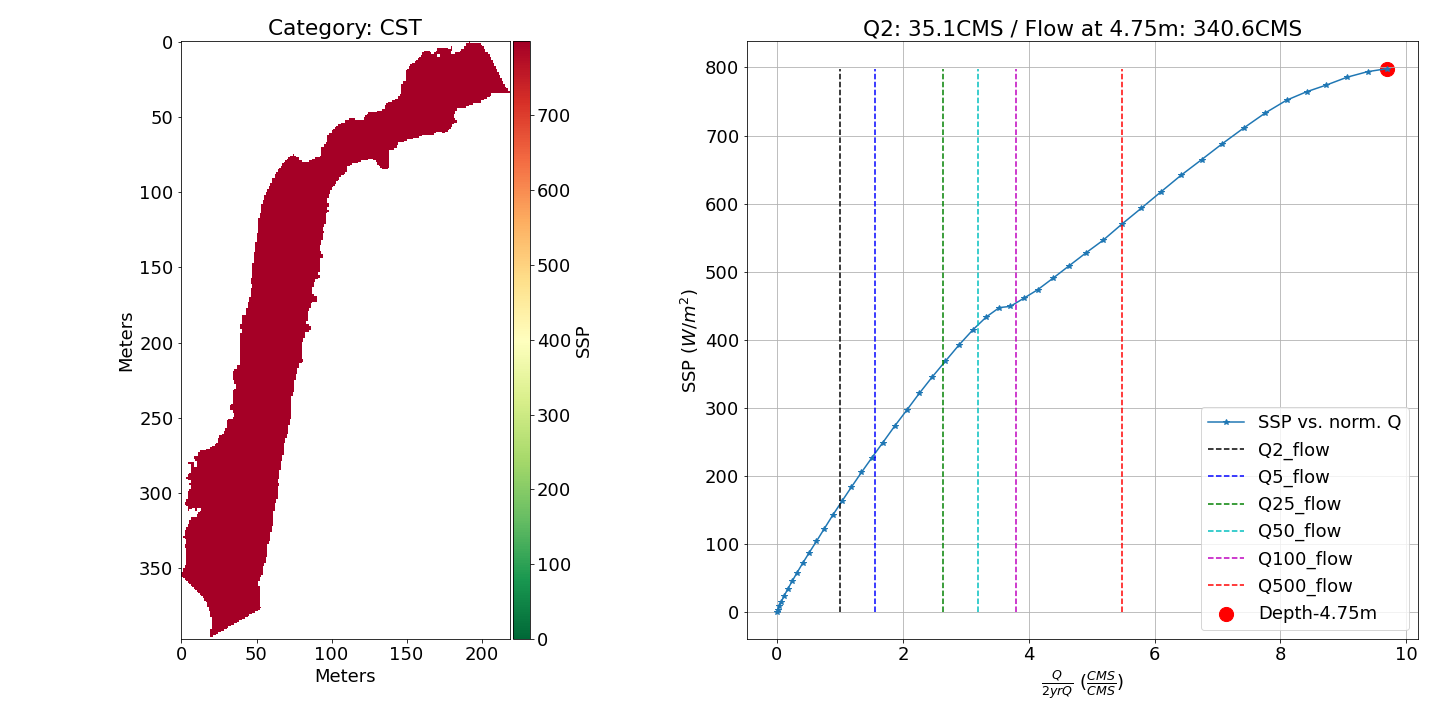 Category: CST
0
50
100
150
200
250
300
350
Meters
0
50
100
150
200
Meters
700
600
500
400
300
200
100
0
SSP
Q2: 35.1CMS / Flow at 4.75m: 340.6CMS
800
700
600
500
400
300
200
100
0
SSP (W/m²)
0
2
4
6
8
10
Q/2yrQ (CMS/CMS)
SSP vs. norm. Q
Q2_flow
Q5_flow
Q25_flow
Q50_flow
Q100_flow
Q500_flow
Depth-4.75m